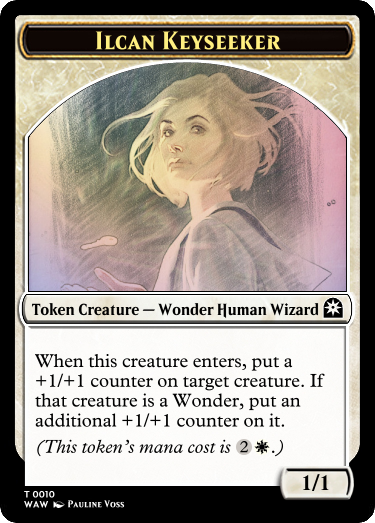 Ilcan Keyseeker
Token Creature — Wonder Human Wizard
When this creature enters, put a
+1/+1 counter on target creature. If
that creature is a Wonder, put an
additional +1/+1 counter on it.
(This token's mana cost is 2.)
1/1
T 0010
WAW Pauline Voss